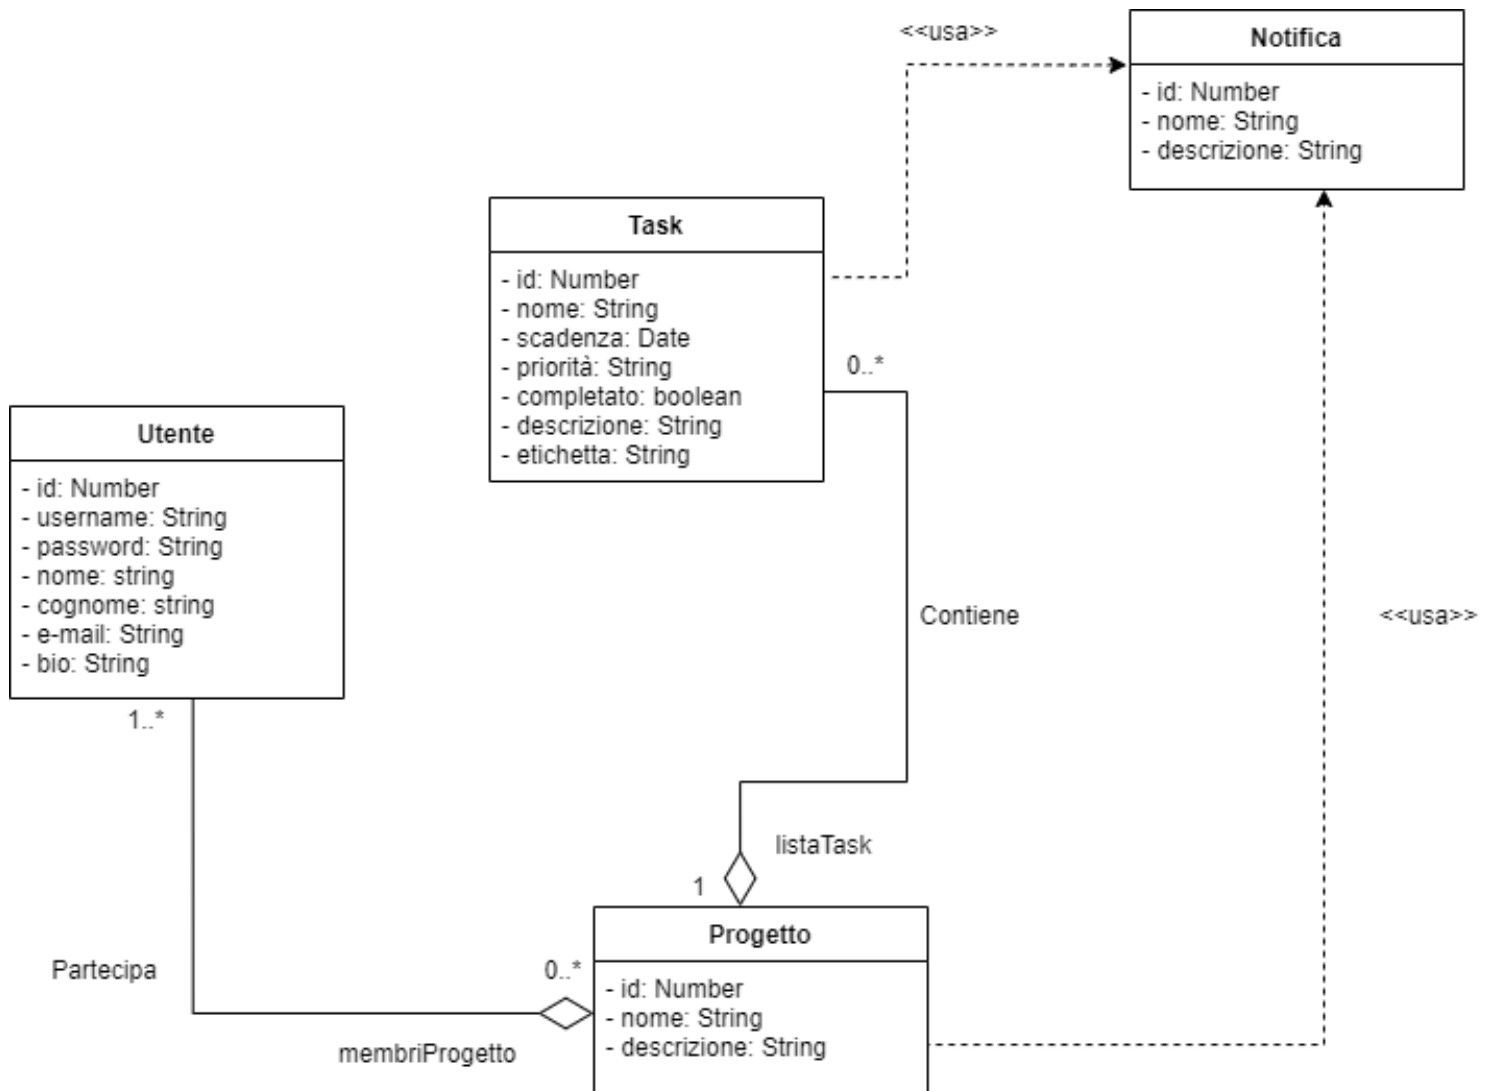 <<usa>>
Notifica
- id: Number
- nome: String
- descrizione: String
Task
- id: Number
- nome: String
- scadenza: Date
- priorità: String
- completato: boolean
- descrizione: String
- etichetta: String
0..*
Utente
- id: Number
- username: String
- password: String
- nome: string
- cognome: string
- e-mail: String
- bio: String
1..*
Contiene
<<usa>>
listaTask
1
Progetto
- id: Number
- nome: String
- descrizione: String
Partecipa
0..*
membriProgetto